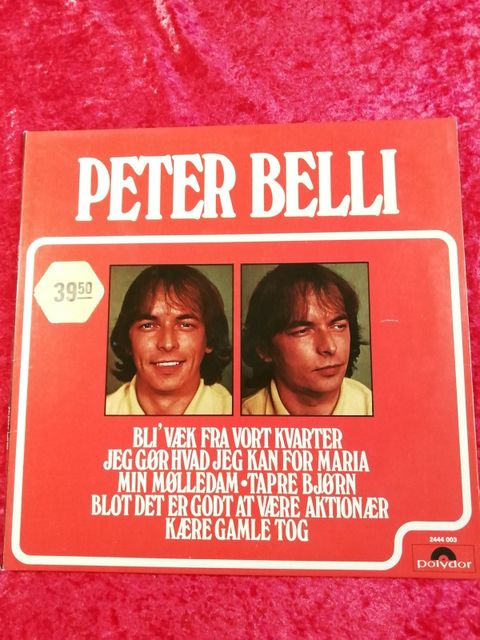 PETER BELLI
39⁵⁰
BLI' VÆK FRA VORT KVARTER
JEG GØR HVAD JEG KAN FOR MARIA
MIN MØLLEDAM • TAPRE BJØRN
BLOT DET ER GODT AT VÆRE AKTIONÆR
KÆRE GAMLE TOG
2444 003
polydor